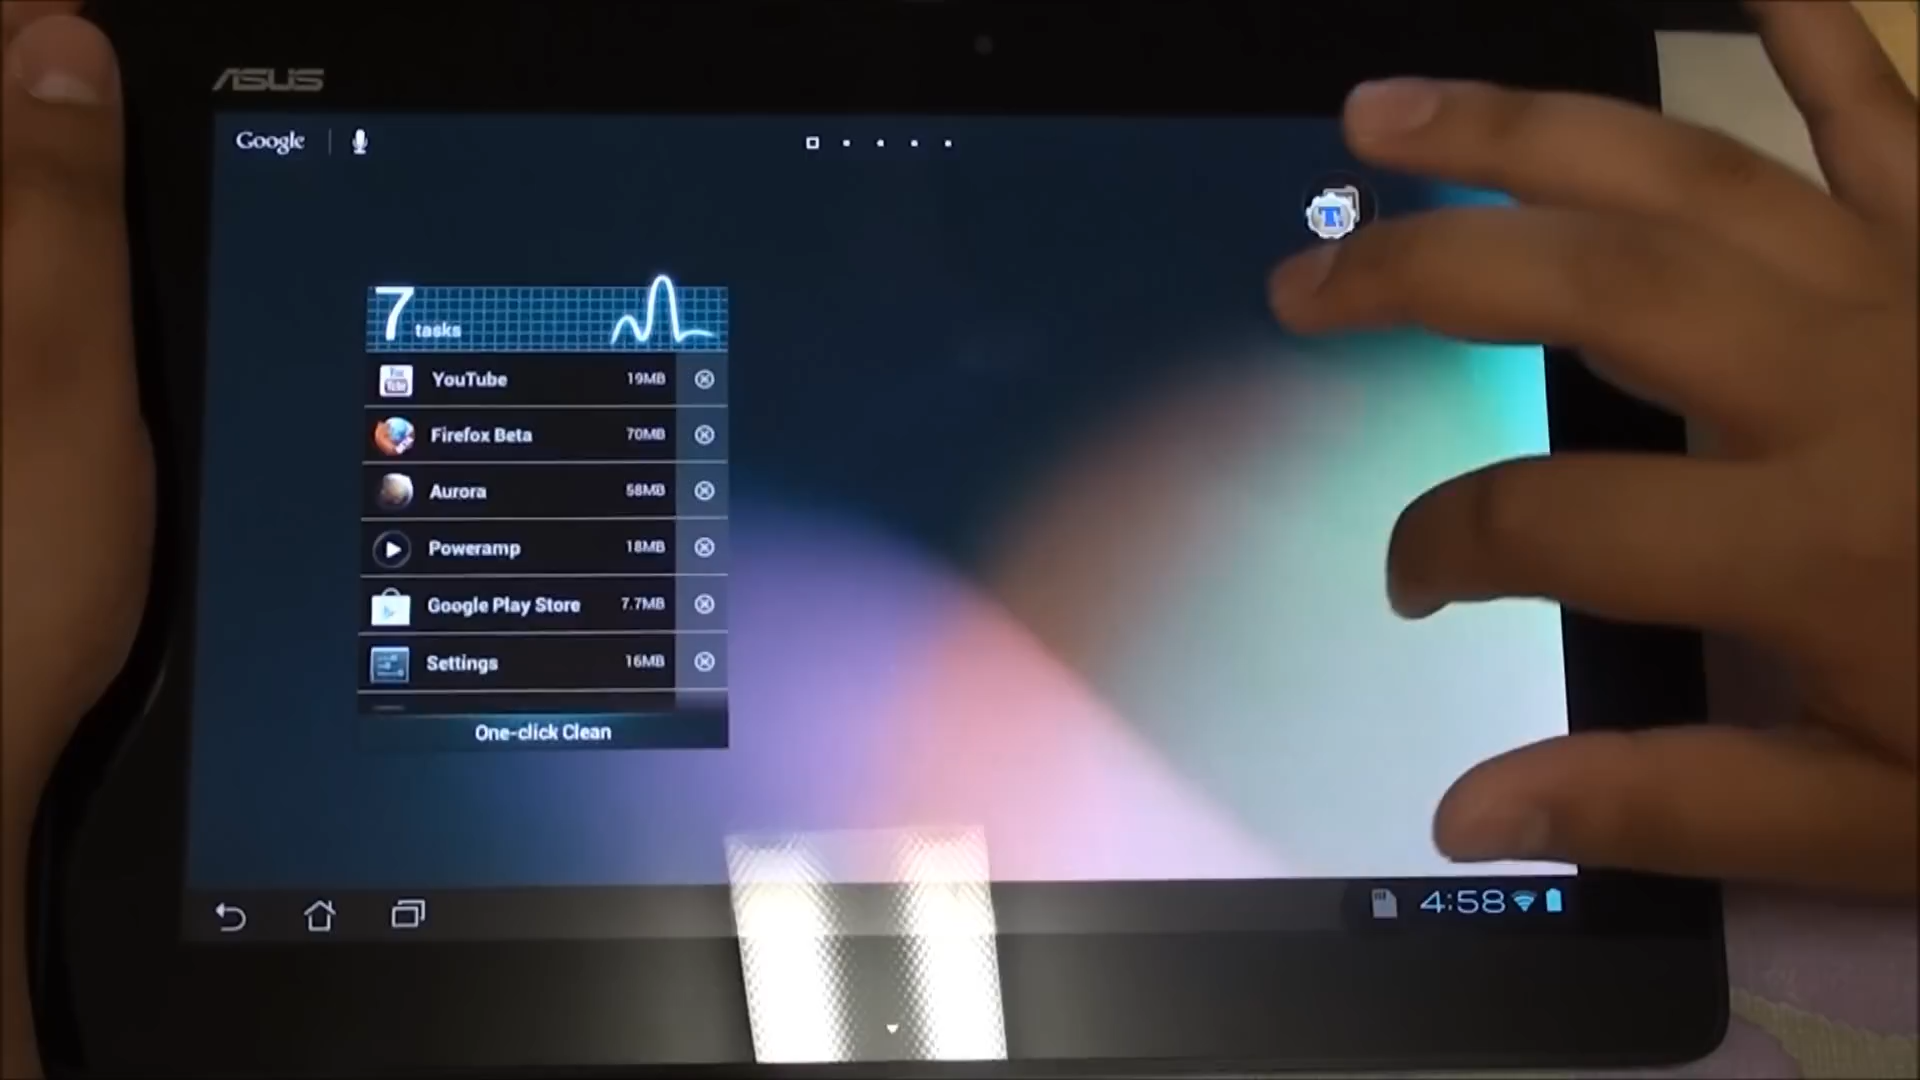 ASUS
Google
7 tasks
YouTube 19MB
Firefox Beta 70MB
Aurora 58MB
Poweramp 18MB
Google Play Store 7.7MB
Settings 16MB
One-click Clean
4:58